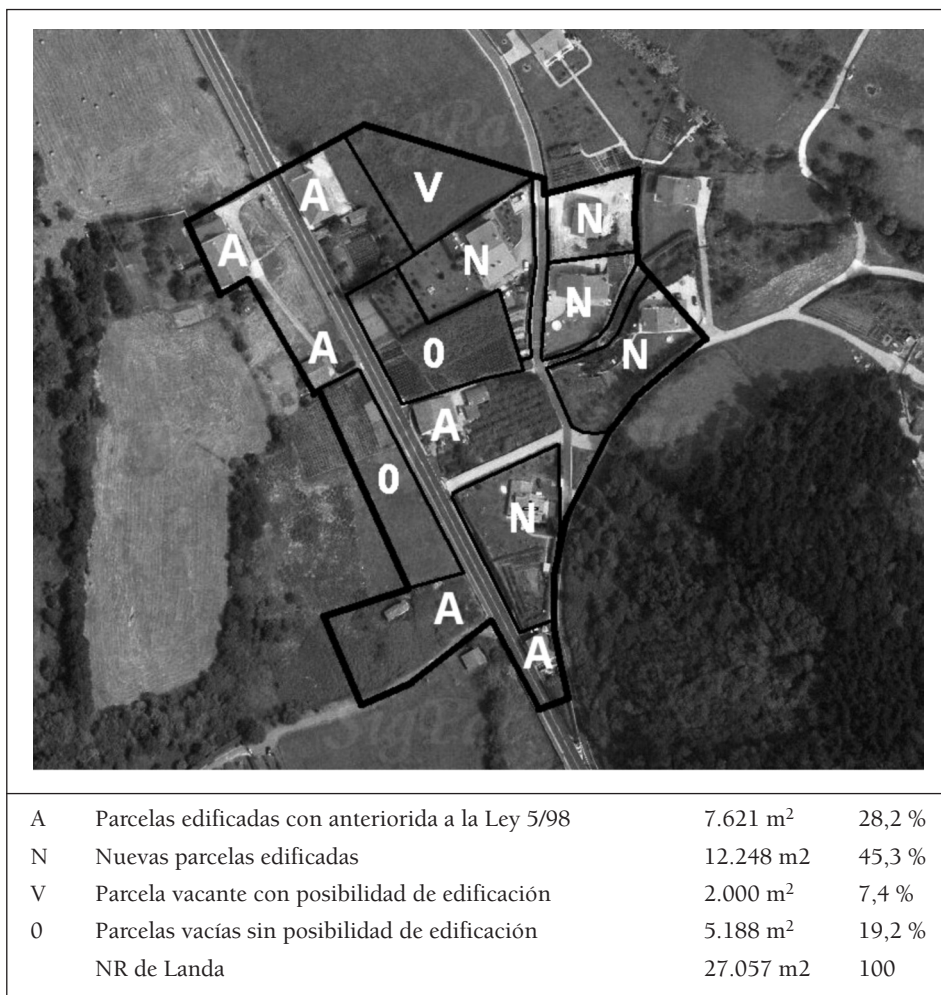 SigPat
V
A
N
A
N
N
A
N
0
A
0
N
A
A
SigPat
A Parcelas edificadas con anteriorida a la Ley 5/98 7.621 m² 28,2 %
N Nuevas parcelas edificadas 12.248 m2 45,3 %
V Parcela vacante con posibilidad de edificación 2.000 m² 7,4 %
0 Parcelas vacías sin posibilidad de edificación 5.188 m² 19,2 %
NR de Landa 27.057 m2 100